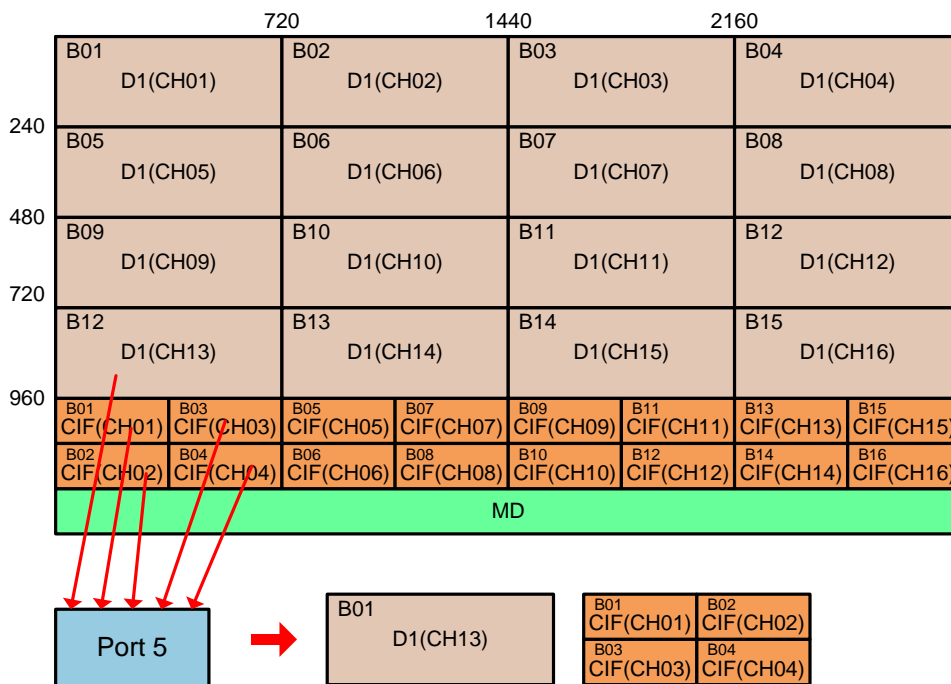 720 1440 2160
B01 B02 B03 B04
D1(CH01) D1(CH02) D1(CH03) D1(CH04)
240
B05 B06 B07 B08
D1(CH05) D1(CH06) D1(CH07) D1(CH08)
480
B09 B10 B11 B12
D1(CH09) D1(CH10) D1(CH11) D1(CH12)
720
B12 B13 B14 B15
D1(CH13) D1(CH14) D1(CH15) D1(CH16)
960
B01 B03 B05 B07 B09 B11 B13 B15
CIF(CH01) CIF(CH03) CIF(CH05) CIF(CH07) CIF(CH09) CIF(CH11) CIF(CH13) CIF(CH15)
B02 B04 B06 B08 B10 B12 B14 B16
CIF(CH02) CIF(CH04) CIF(CH06) CIF(CH08) CIF(CH10) CIF(CH12) CIF(CH14) CIF(CH16)
MD
Port 5
B01
D1(CH13)
B01 B02
CIF(CH01) CIF(CH02)
B03 B04
CIF(CH03) CIF(CH04)